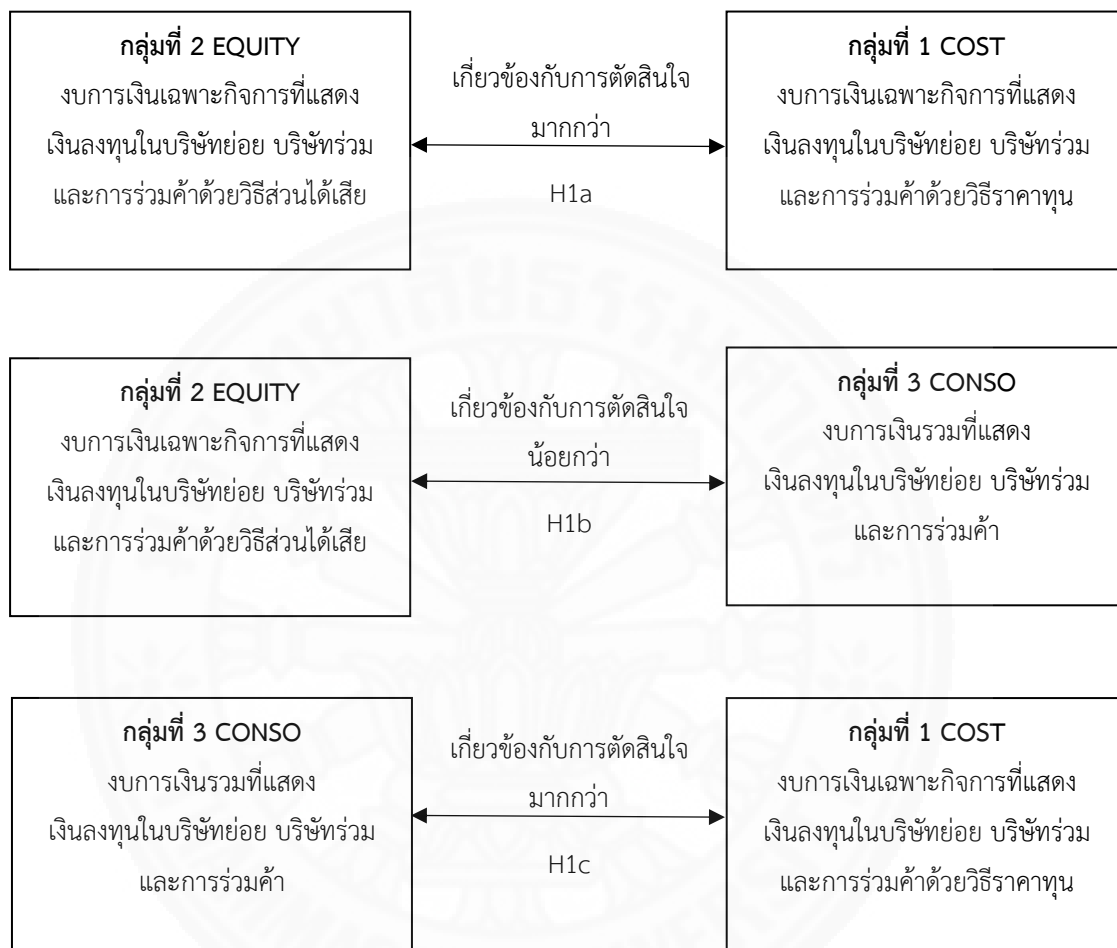 กลุ่มที่ 2 EQUITY
งบการเงินเฉพาะกิจการที่แสดง
เงินลงทุนในบริษัทย่อย บริษัทร่วม
และการร่วมค้าด้วยวิธีส่วนได้เสีย
เกี่ยวข้องกับการตัดสินใจ
มากกว่า
H1a
กลุ่มที่ 1 COST
งบการเงินเฉพาะกิจการที่แสดง
เงินลงทุนในบริษัทย่อย บริษัทร่วม
และการร่วมค้าด้วยวิธีราคาทุน
กลุ่มที่ 2 EQUITY
งบการเงินเฉพาะกิจการที่แสดง
เงินลงทุนในบริษัทย่อย บริษัทร่วม
และการร่วมค้าด้วยวิธีส่วนได้เสีย
เกี่ยวข้องกับการตัดสินใจ
น้อยกว่า
H1b
กลุ่มที่ 3 CONSO
งบการเงินรวมที่แสดง
เงินลงทุนในบริษัทย่อย บริษัทร่วม
และการร่วมค้า
กลุ่มที่ 3 CONSO
งบการเงินรวมที่แสดง
เงินลงทุนในบริษัทย่อย บริษัทร่วม
และการร่วมค้า
เกี่ยวข้องกับการตัดสินใจ
มากกว่า
H1c
กลุ่มที่ 1 COST
งบการเงินเฉพาะกิจการที่แสดง
เงินลงทุนในบริษัทย่อย บริษัทร่วม
และการร่วมค้าด้วยวิธีราคาทุน